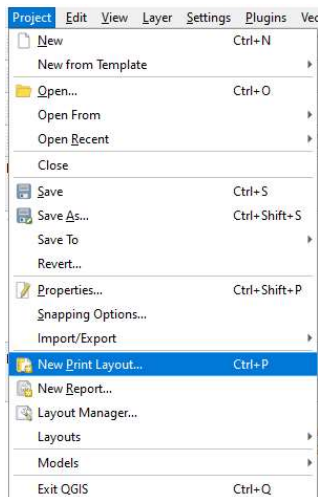 Project Edit View Layer Settings Plugins Vec
New Ctrl+N
New from Template
Open... Ctrl+O
Open From
Open Recent
Close
Save Ctrl+S
Save As... Ctrl+Shift+S
Save To
Revert...
Properties... Ctrl+Shift+P
Snapping Options...
Import/Export
New Print Layout... Ctrl+P
New Report...
Layout Manager...
Layouts
Models
Exit QGIS Ctrl+Q